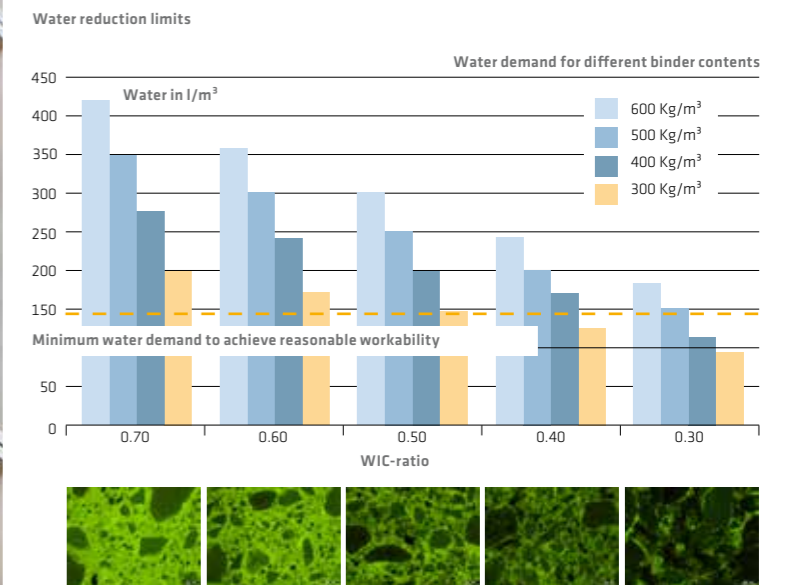 Water reduction limits
Water demand for different binder contents
450
Water in l/m³
400
350
300
250
200
150
50
0
600 Kg/m³
500 Kg/m³
400 Kg/m³
300 Kg/m³
Minimum water demand to achieve reasonable workability
0.70 0.60 0.50 0.40 0.30
WIC-ratio